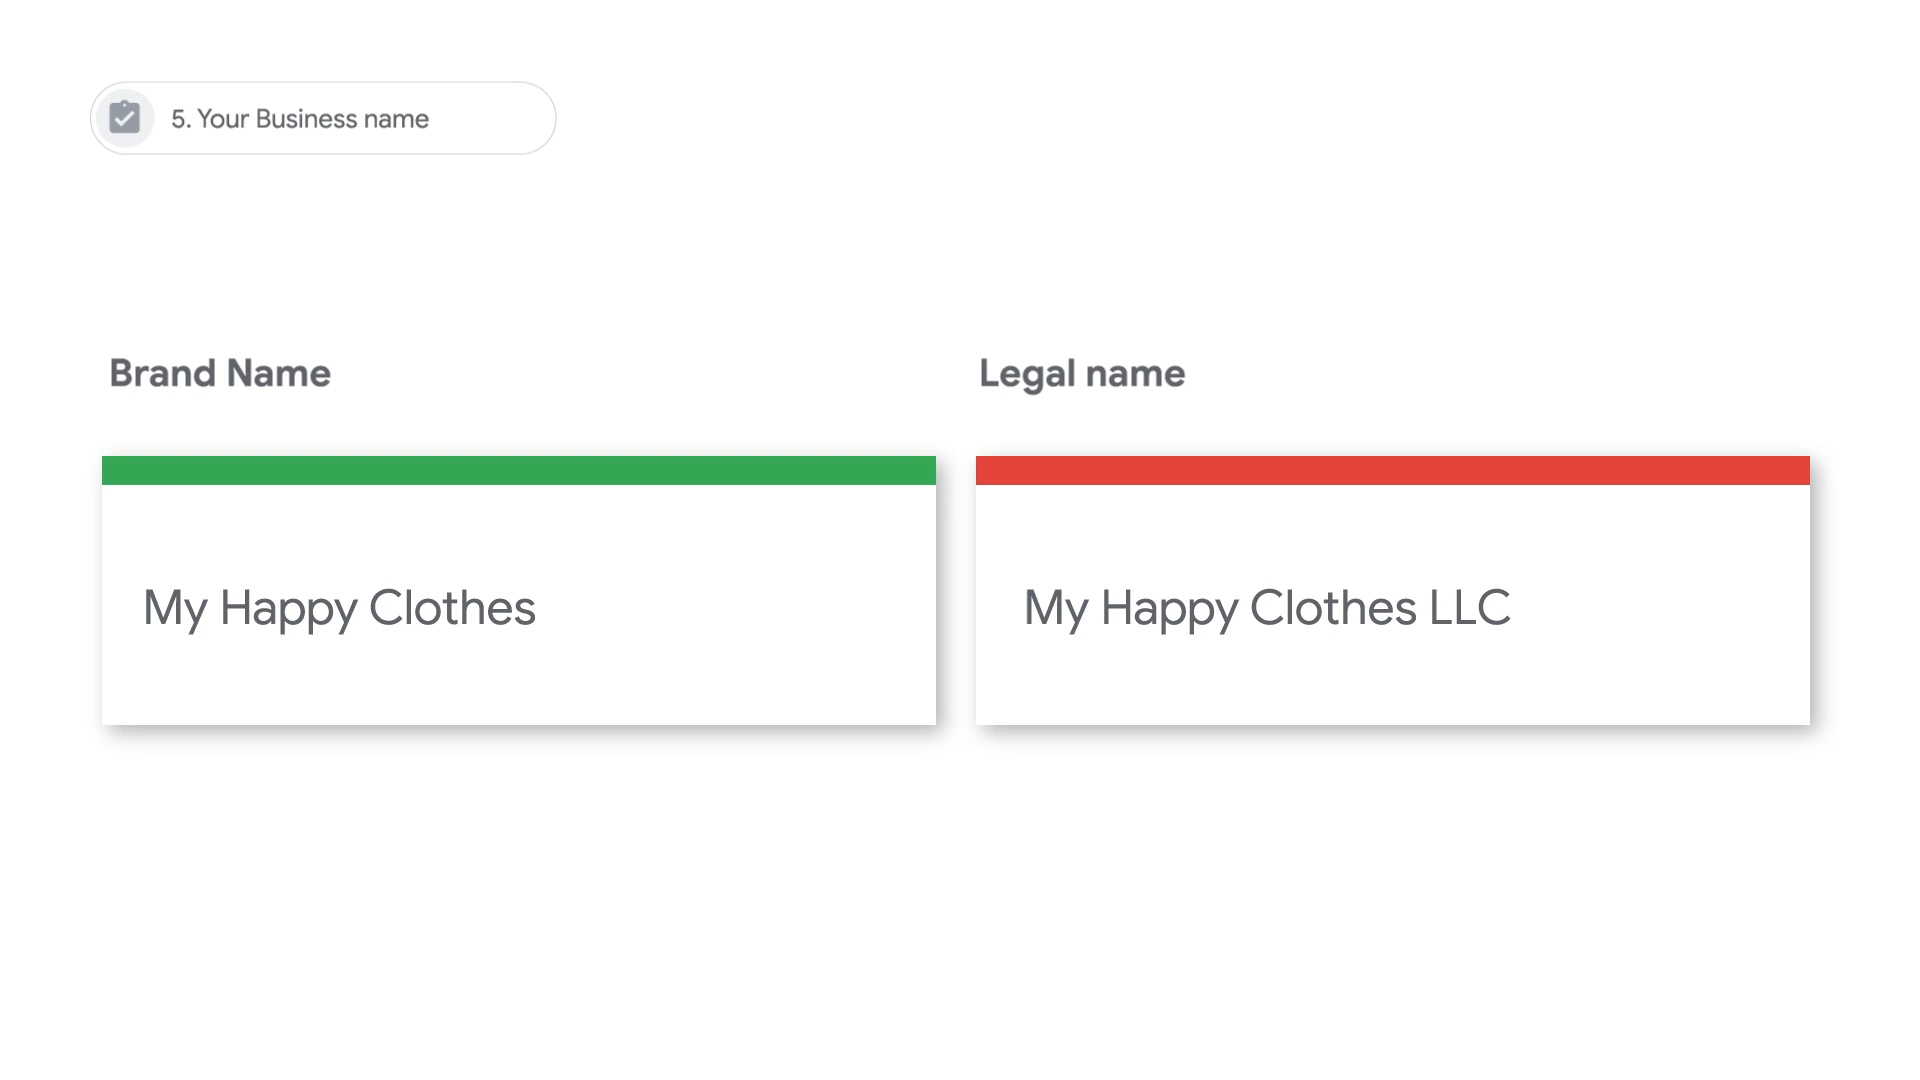 5. Your Business name
Brand Name
Legal name
My Happy Clothes
My Happy Clothes LLC